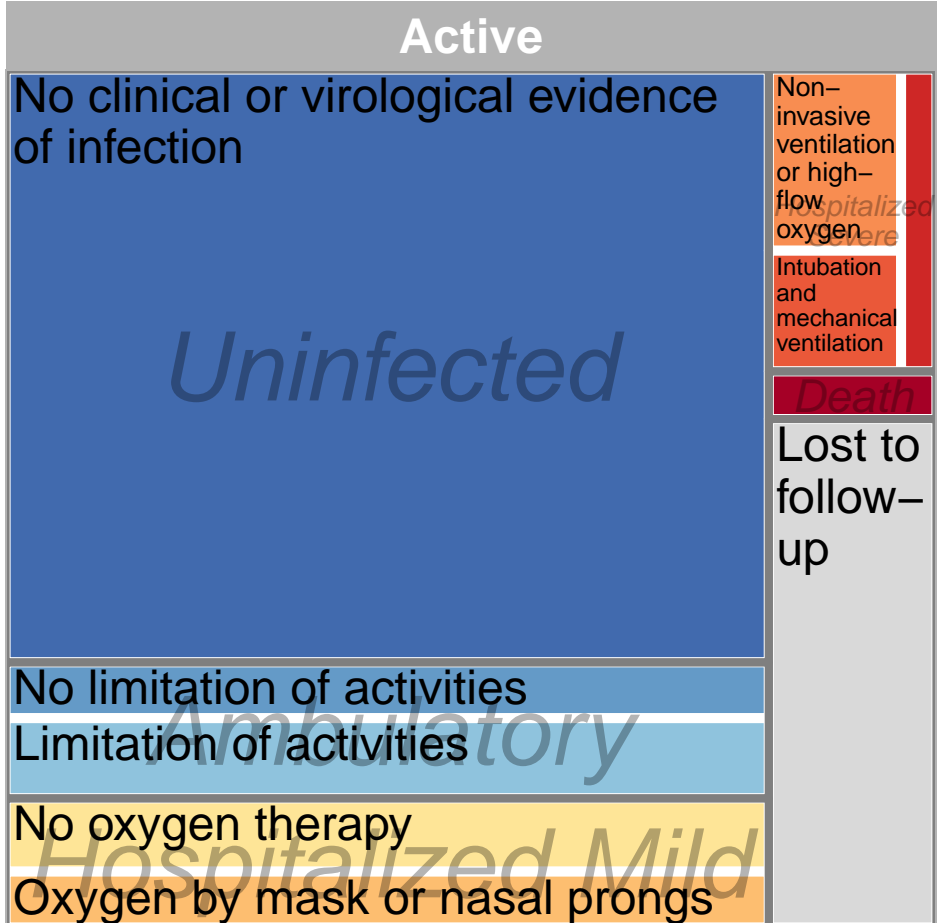 Active
No clinical or virological evidence
of infection
Uninfected
No limitation of activities
Ambulatory
Limitation of activities
No oxygen therapy
Hospitalized Mild
Oxygen by mask or nasal prongs
Non–
invasive
ventilation
or high–
flow
oxygen
Hospitalized
Severe
Intubation
and
mechanical
ventilation
Death
Lost to
follow–
up